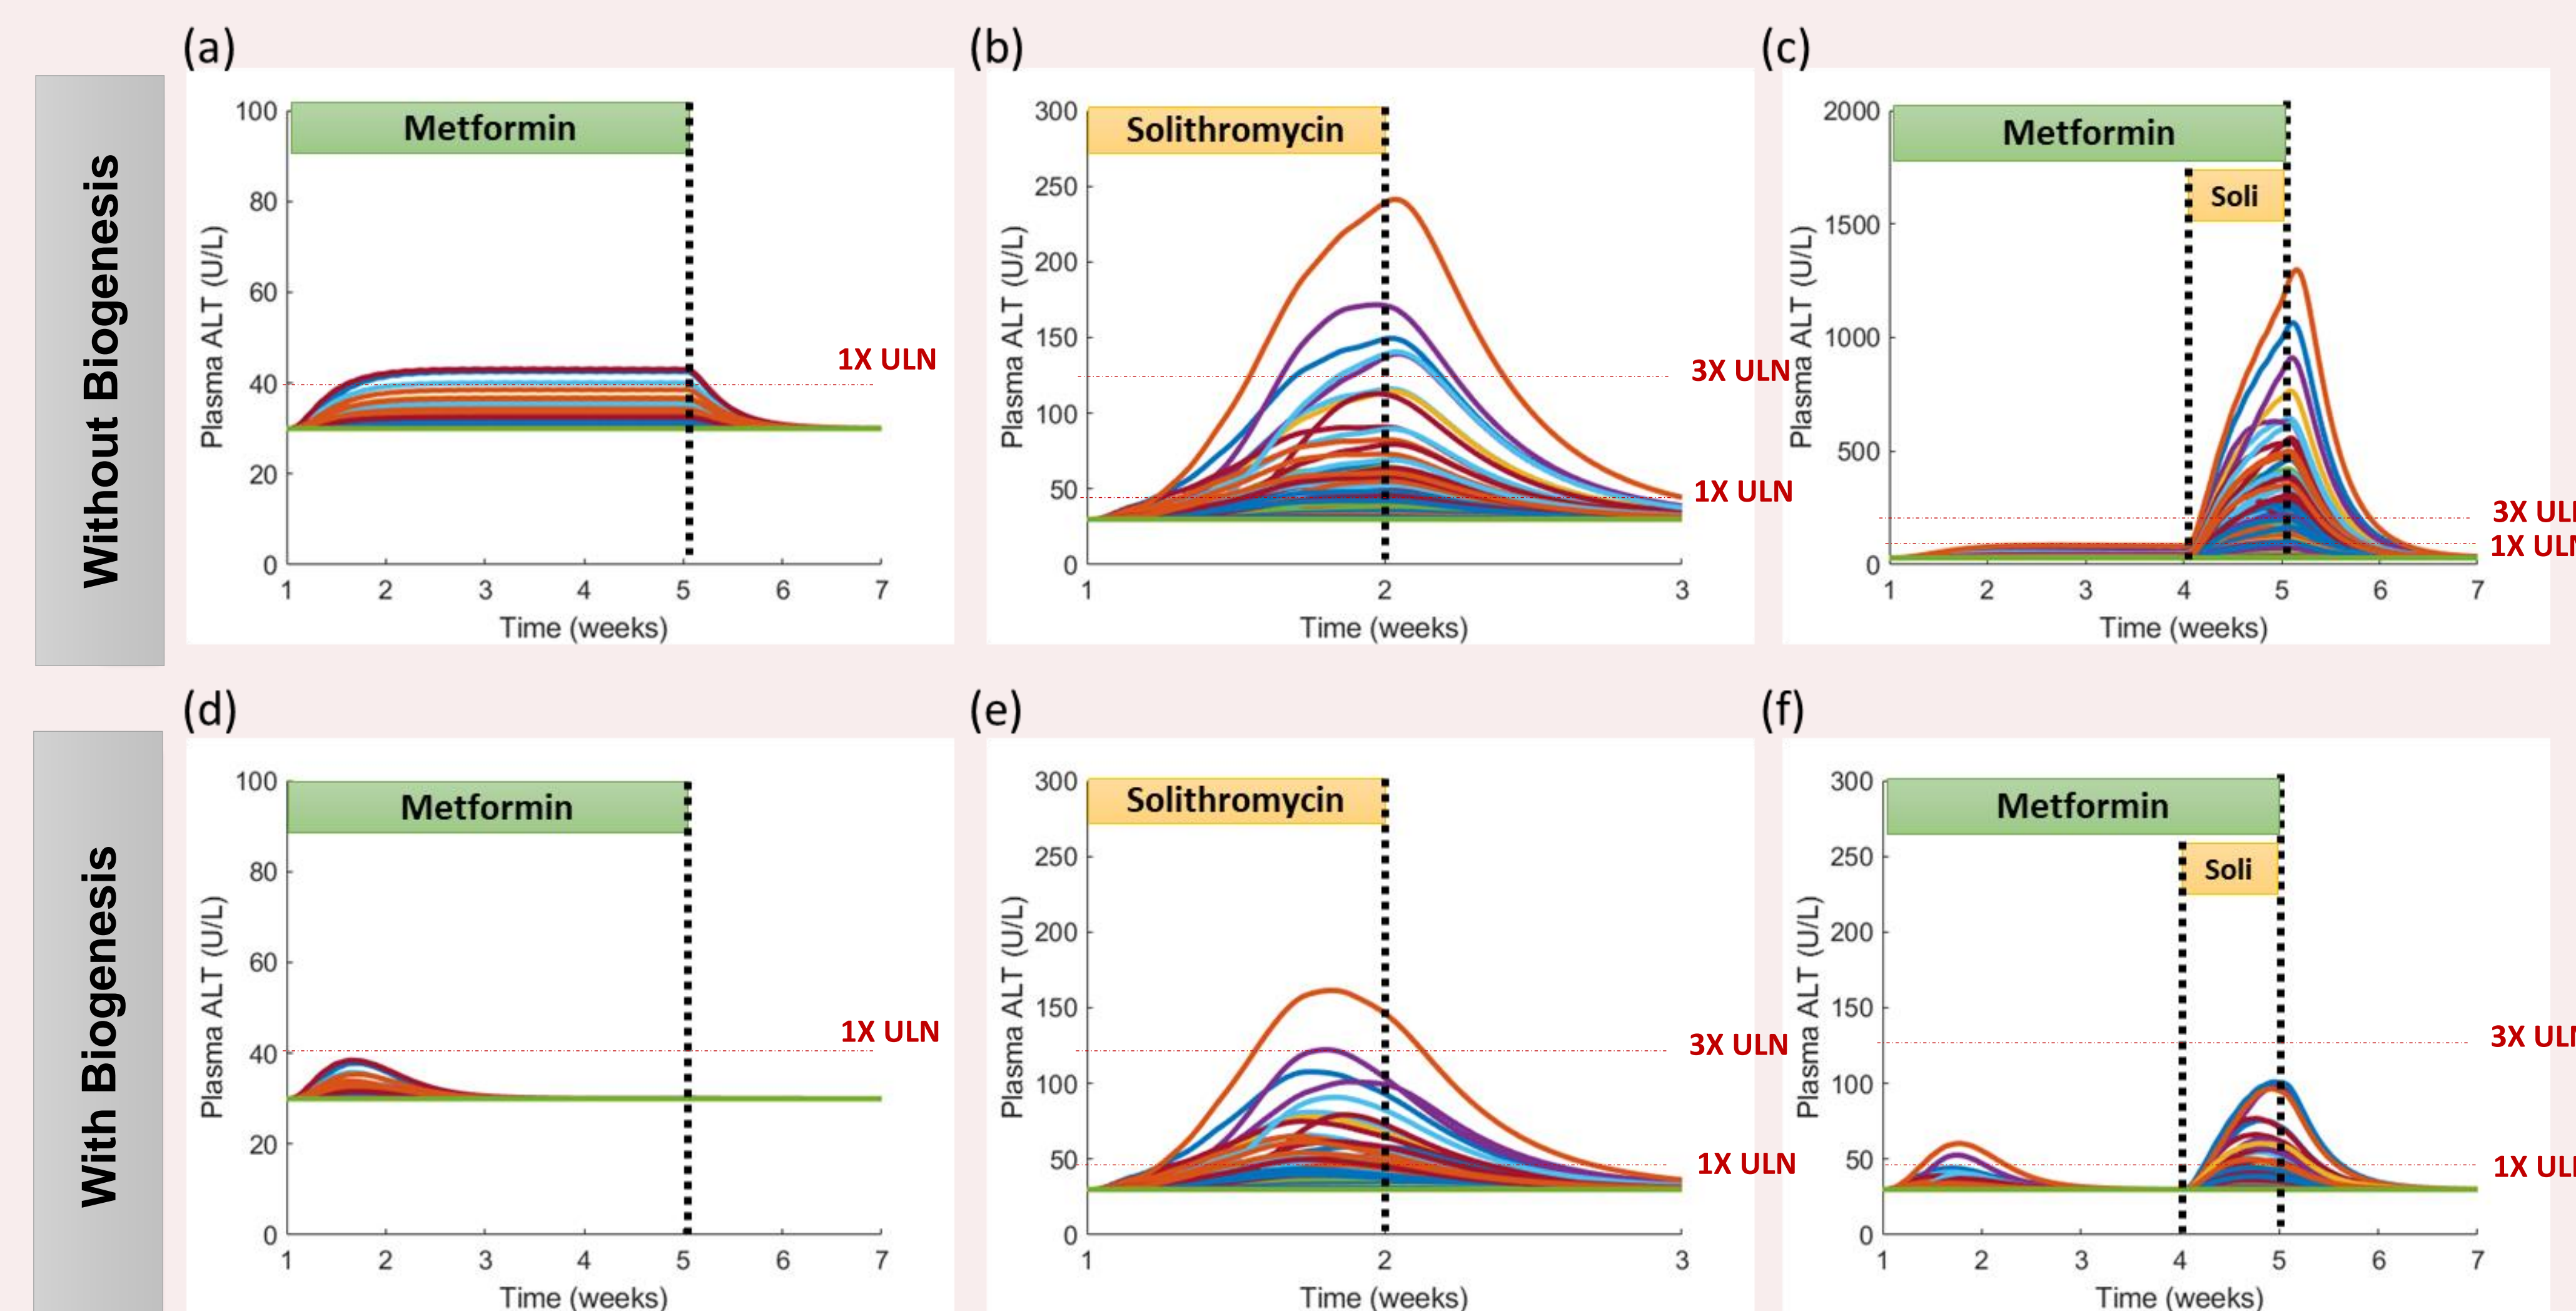 (a)
(b)
(c)
Without Biogenesis
100
80
60
40
20
0
Plasma ALT (U/L)
Metformin
1X ULN
1
2
3
4
5
6
7
Time (weeks)
300
250
200
150
100
50
0
Plasma ALT (U/L)
Solithromycin
3X ULN
1X ULN
1
2
3
Time (weeks)
2000
1500
1000
500
0
Plasma ALT (U/L)
Metformin
Soli
3X
1X
1
2
3
4
5
6
7
Time (weeks)
(d)
(e)
(f)
With Biogenesis
100
80
60
40
20
0
Plasma ALT (U/L)
Metformin
1X ULN
1
2
3
4
5
6
7
Time (weeks)
300
250
200
150
100
50
0
Plasma ALT (U/L)
Solithromycin
3X ULN
1X ULN
1
2
3
Time (weeks)
300
250
200
150
100
50
0
Plasma ALT (U/L)
Metformin
Soli
3X
1X
1
2
3
4
5
6
7
Time (weeks)